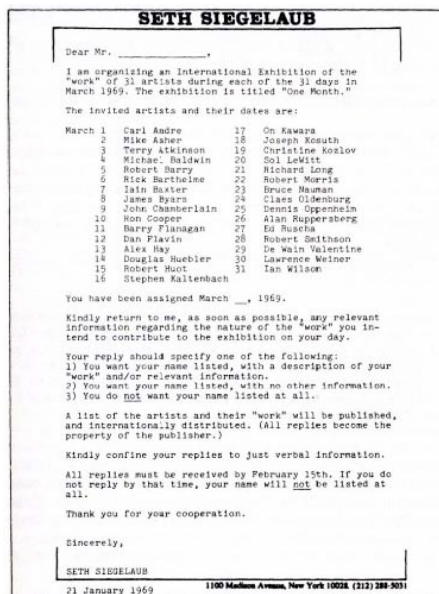 SETH SIEGELAUB
Dear Mr. ________________,
I am organizing an International Exhibition of the
"work" of 31 artists during each of the 31 days in
March 1969. The exhibition is titled "One Month."
The invited artists and their dates are:
March 1 Carl Andre 17 On Kawara
2 Mike Asher 18 Joseph Kosuth
3 Terry Atkinson 19 Christine Kozlov
4 Michael Baldwin 20 Sol LeWitt
5 Robert Barry 21 Richard Long
6 Rick Barthelme 22 Robert Morris
7 Iain Baxter 23 Bruce Nauman
8 James Byars 24 Claes Oldenburg
9 John Chamberlain 25 Dennis Oppenheim
10 Ron Cooper 26 Alan Ruppersberg
11 Barry Flanagan 27 Ed Ruscha
12 Dan Flavin 28 Robert Smithson
13 Alex Hay 29 De Wain Valentine
14 Douglas Huebler 30 Lawrence Weiner
15 Robert Huot 31 Ian Wilson
16 Stephen Kaltenbach
You have been assigned March __, 1969.
Kindly return to me, as soon as possible, any relevant
information regarding the nature of the "work" you in-
tend to contribute to the exhibition on your day.
Your reply should specify one of the following:
1) You want your name listed, with a description of your
"work" and/or relevant information.
2) You want your name listed, with no other information.
3) You do not want your name listed at all.
A list of the artists and their "work" will be published,
and internationally distributed. (All replies become the
property of the publisher.)
Kindly confine your replies to just verbal information.
All replies must be received by February 15th. If you do
not reply by that time, your name will not be listed at
all.
Thank you for your cooperation.
Sincerely,
SETH SIEGELAUB
21 January 1969
1100 Madison Avenue, New York 10028 (212) 288-5031